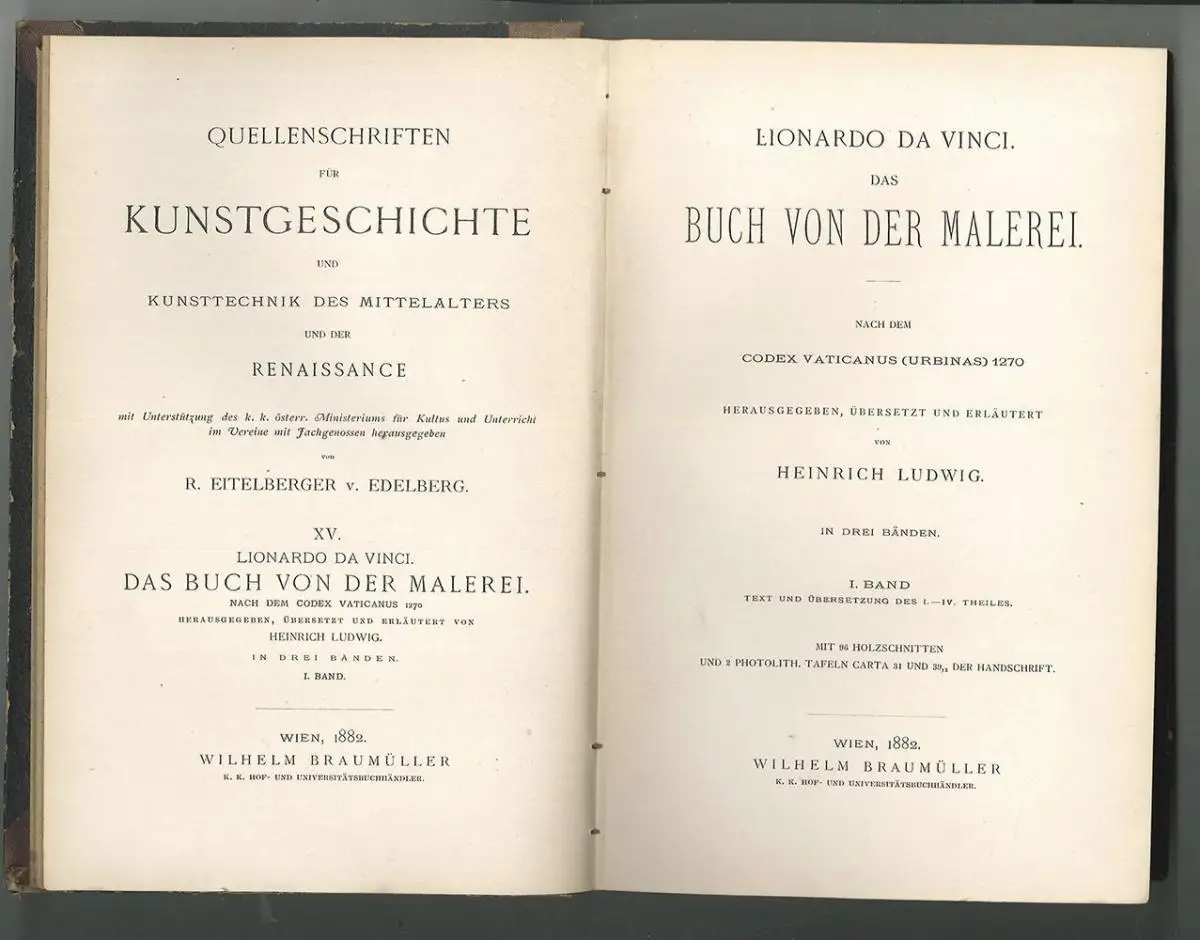 QUELLENSCHRIFTEN
FÜR
KUNSTGESCHICHTE
UND
KUNSTTECHNIK DES MITTELALTERS
UND DER
RENAISSANCE
mit Unterstützung des k. k. österr. Ministeriums für Kultus und Unterricht
im Vereine mit Fachgenossen herausgegeben
von
R. EITELBERGER v. EDELBERG.
XV.
LIONARDO DA VINCI.
DAS BUCH VON DER MALEREI.
NACH DEM CODEX VATICANUS 1270
HERAUSGEGEBEN, ÜBERSETZT UND ERLÄUTERT VON
HEINRICH LUDWIG.
IN DREI BÄNDEN.
I. BAND.
WIEN, 1882.
WILHELM BRAUMÜLLER
K. K. HOF- UND UNIVERSITÄTSBUCHHÄNDLER.
LIONARDO DA VINCI.
DAS
BUCH VON DER MALEREI.
NACH DEM
CODEX VATICANUS (URBINAS) 1270
HERAUSGEGEBEN, ÜBERSETZT UND ERLÄUTERT
VON
HEINRICH LUDWIG.
IN DREI BÄNDEN.
I. BAND
TEXT UND ÜBERSETZUNG DES I.—IV. THEILES.
MIT 96 HOLZSCHNITTEN
UND 2 PHOTOLITH. TAFELN CARTA 31 UND 39,2 DER HANDSCHRIFT.
WIEN, 1882.
WILHELM BRAUMÜLLER
K. K. HOF- UND UNIVERSITÄTSBUCHHÄNDLER.